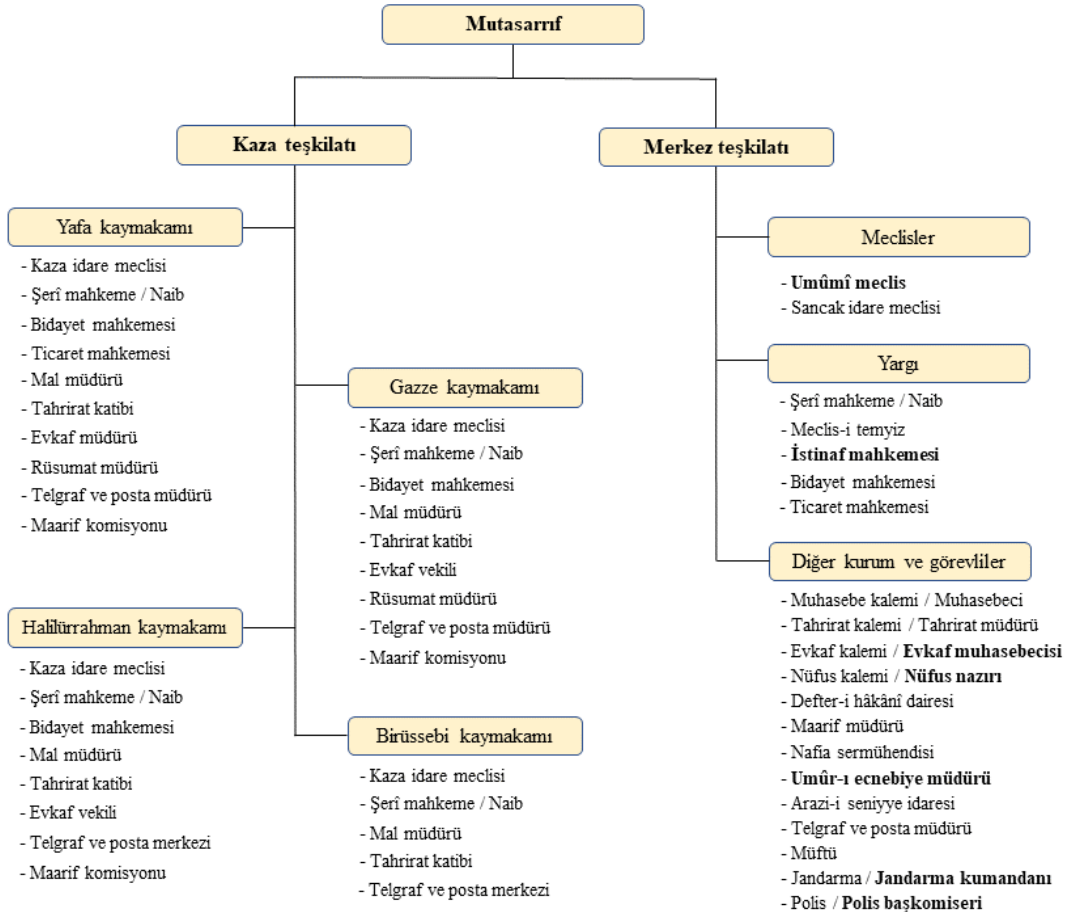 Mutasarrıf
Kaza teşkilatı
Yafa kaymakamı
- Kaza idare meclisi
- Şerî mahkeme / Naib
- Bidayet mahkemesi
- Ticaret mahkemesi
- Mal müdürü
- Tahrirat katibi
- Evkaf müdürü
- Rüsumat müdürü
- Telgraf ve posta müdürü
- Maarif komisyonu
Gazze kaymakamı
- Kaza idare meclisi
- Şerî mahkeme / Naib
- Bidayet mahkemesi
- Mal müdürü
- Tahrirat katibi
- Evkaf vekili
- Rüsumat müdürü
- Telgraf ve posta müdürü
- Maarif komisyonu
Halilürrahman kaymakamı
- Kaza idare meclisi
- Şerî mahkeme / Naib
- Bidayet mahkemesi
- Mal müdürü
- Tahrirat katibi
- Evkaf vekili
- Telgraf ve posta merkezi
- Maarif komisyonu
Birüssebi kaymakamı
- Kaza idare meclisi
- Şerî mahkeme / Naib
- Mal müdürü
- Tahrirat katibi
- Telgraf ve posta merkezi
Merkez teşkilatı
Meclisler
- Umûmî meclis
- Sancak idare meclisi
Yargı
- Şerî mahkeme / Naib
- Meclis-i temyiz
- İstinaf mahkemesi
- Bidayet mahkemesi
- Ticaret mahkemesi
Diğer kurum ve görevliler
- Muhasebe kalemi / Muhasebeci
- Tahrirat kalemi / Tahrirat müdürü
- Evkaf kalemi / Evkaf muhasebecisi
- Nüfus kalemi / Nüfus nazırı
- Defter-i hâkânî dairesi
- Maarif müdürü
- Nafia sermühendisi
- Umûr-ı ecnebiye müdürü
- Arazi-i seniyye idaresi
- Telgraf ve posta müdürü
- Müftü
- Jandarma / Jandarma kumandanı
- Polis / Polis başkomiseri